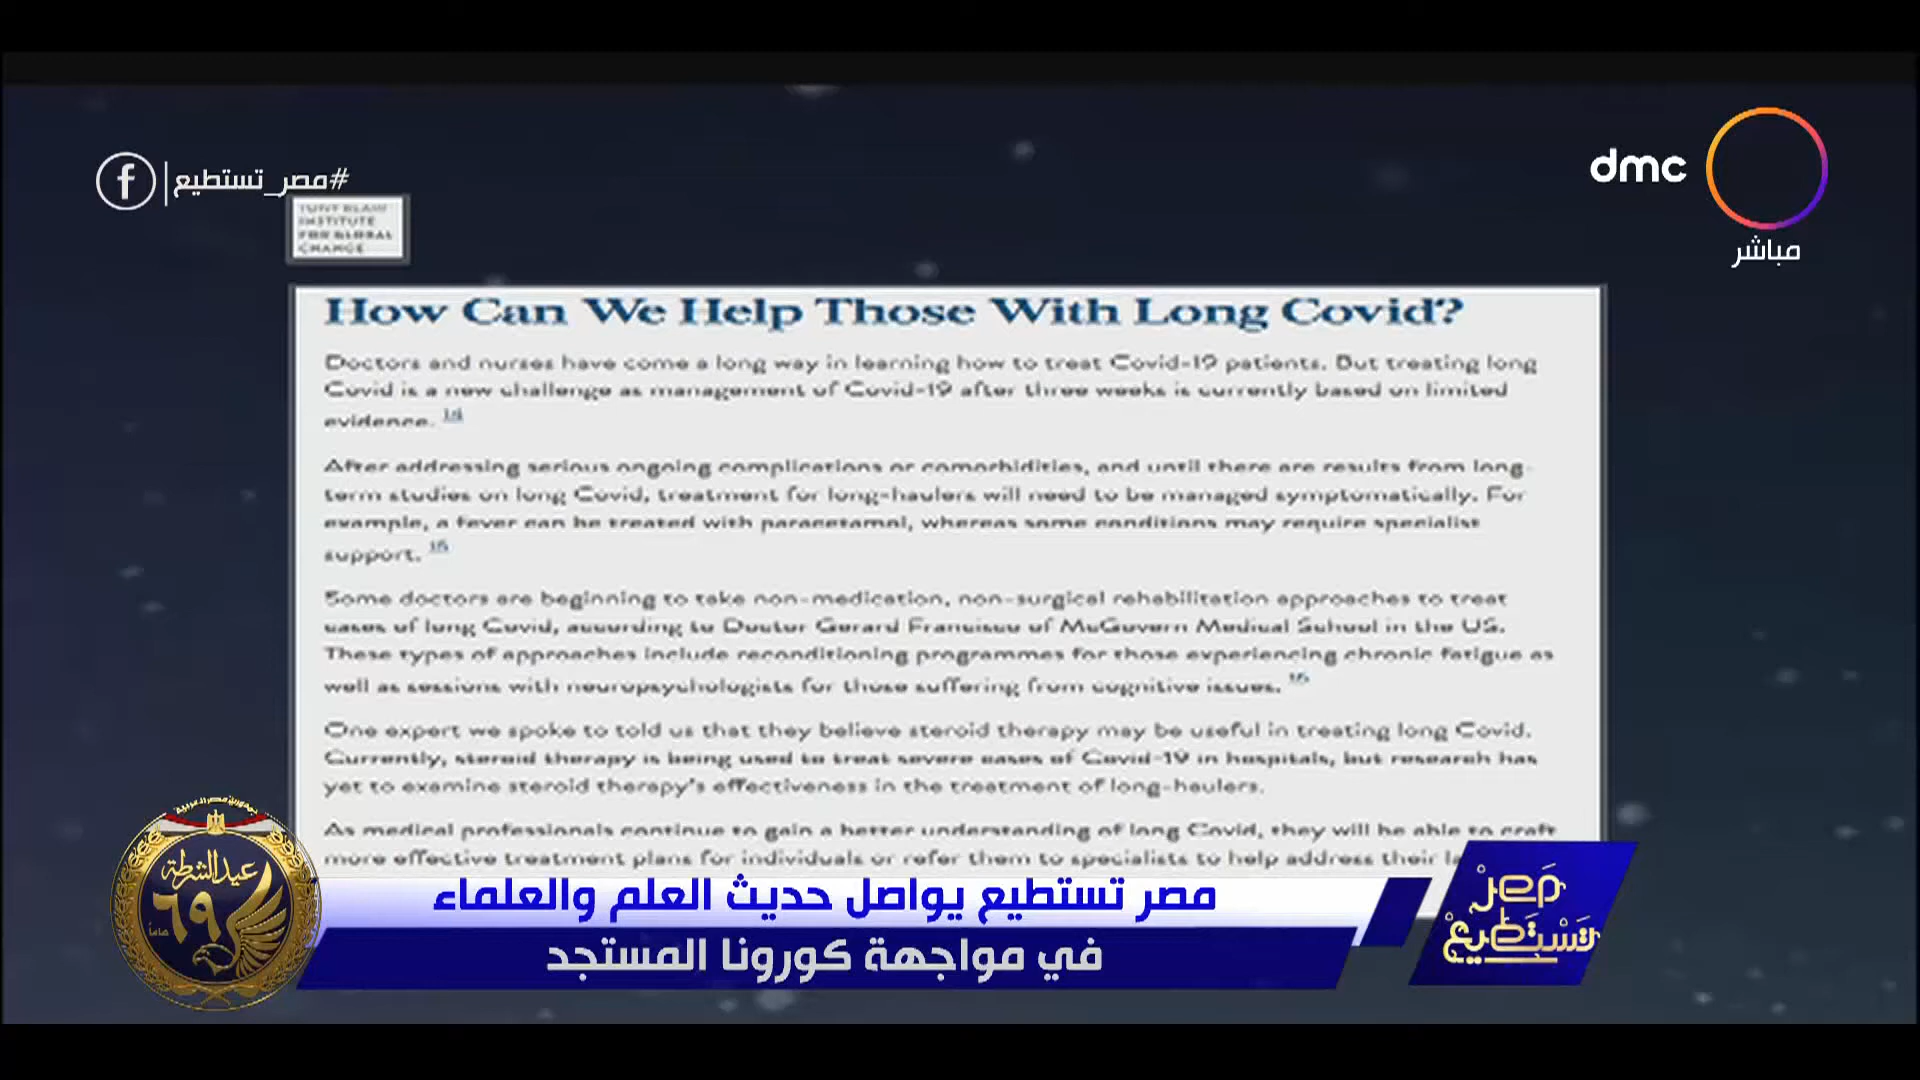 #مصر_تستطيع
dmc
مباشر
TONY BLAIR
INSTITUTE
FOR GLOBAL
CHANGE
How Can We Help Those With Long Covid?
Doctors and nurses have come a long way in learning how to treat Covid-19 patients. But treating long
Covid is a new challenge as management of Covid-19 after three weeks is currently based on limited
evidence. 14
After addressing serious ongoing complications or comorbidities, and until there are results from long-
term studies on long Covid, treatment for long-haulers will need to be managed symptomatically. For
example, a fever can be treated with paracetamol, whereas some conditions may require specialist
support. 15
Some doctors are beginning to take non-medication, non-surgical rehabilitation approaches to treat
cases of long Covid, according to Doctor Gerard Francisco of McGovern Medical School in the US.
These types of approaches include reconditioning programmes for those experiencing chronic fatigue as
well as sessions with neuropsychologists for those suffering from cognitive issues. 16
One expert we spoke to told us that they believe steroid therapy may be useful in treating long Covid.
Currently, steroid therapy is being used to treat severe cases of Covid-19 in hospitals, but research has
yet to examine steroid therapy's effectiveness in the treatment of long-haulers.
As medical professionals continue to gain a better understanding of long Covid, they will be able to craft
more effective treatment plans for individuals or refer them to specialists to help address their
مصر تستطيع يواصل حديث العلم والعلماء
في مواجهة كورونا المستجد
مصر
تستطيع
جمهورية مصر العربية
عيد الشرطة
٦٩
عاماً